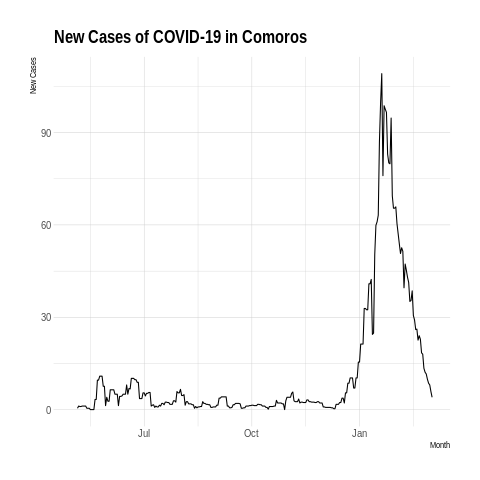 New Cases of COVID-19 in Comoros
New Cases
90
60
30
0
Jul Oct Jan
Month